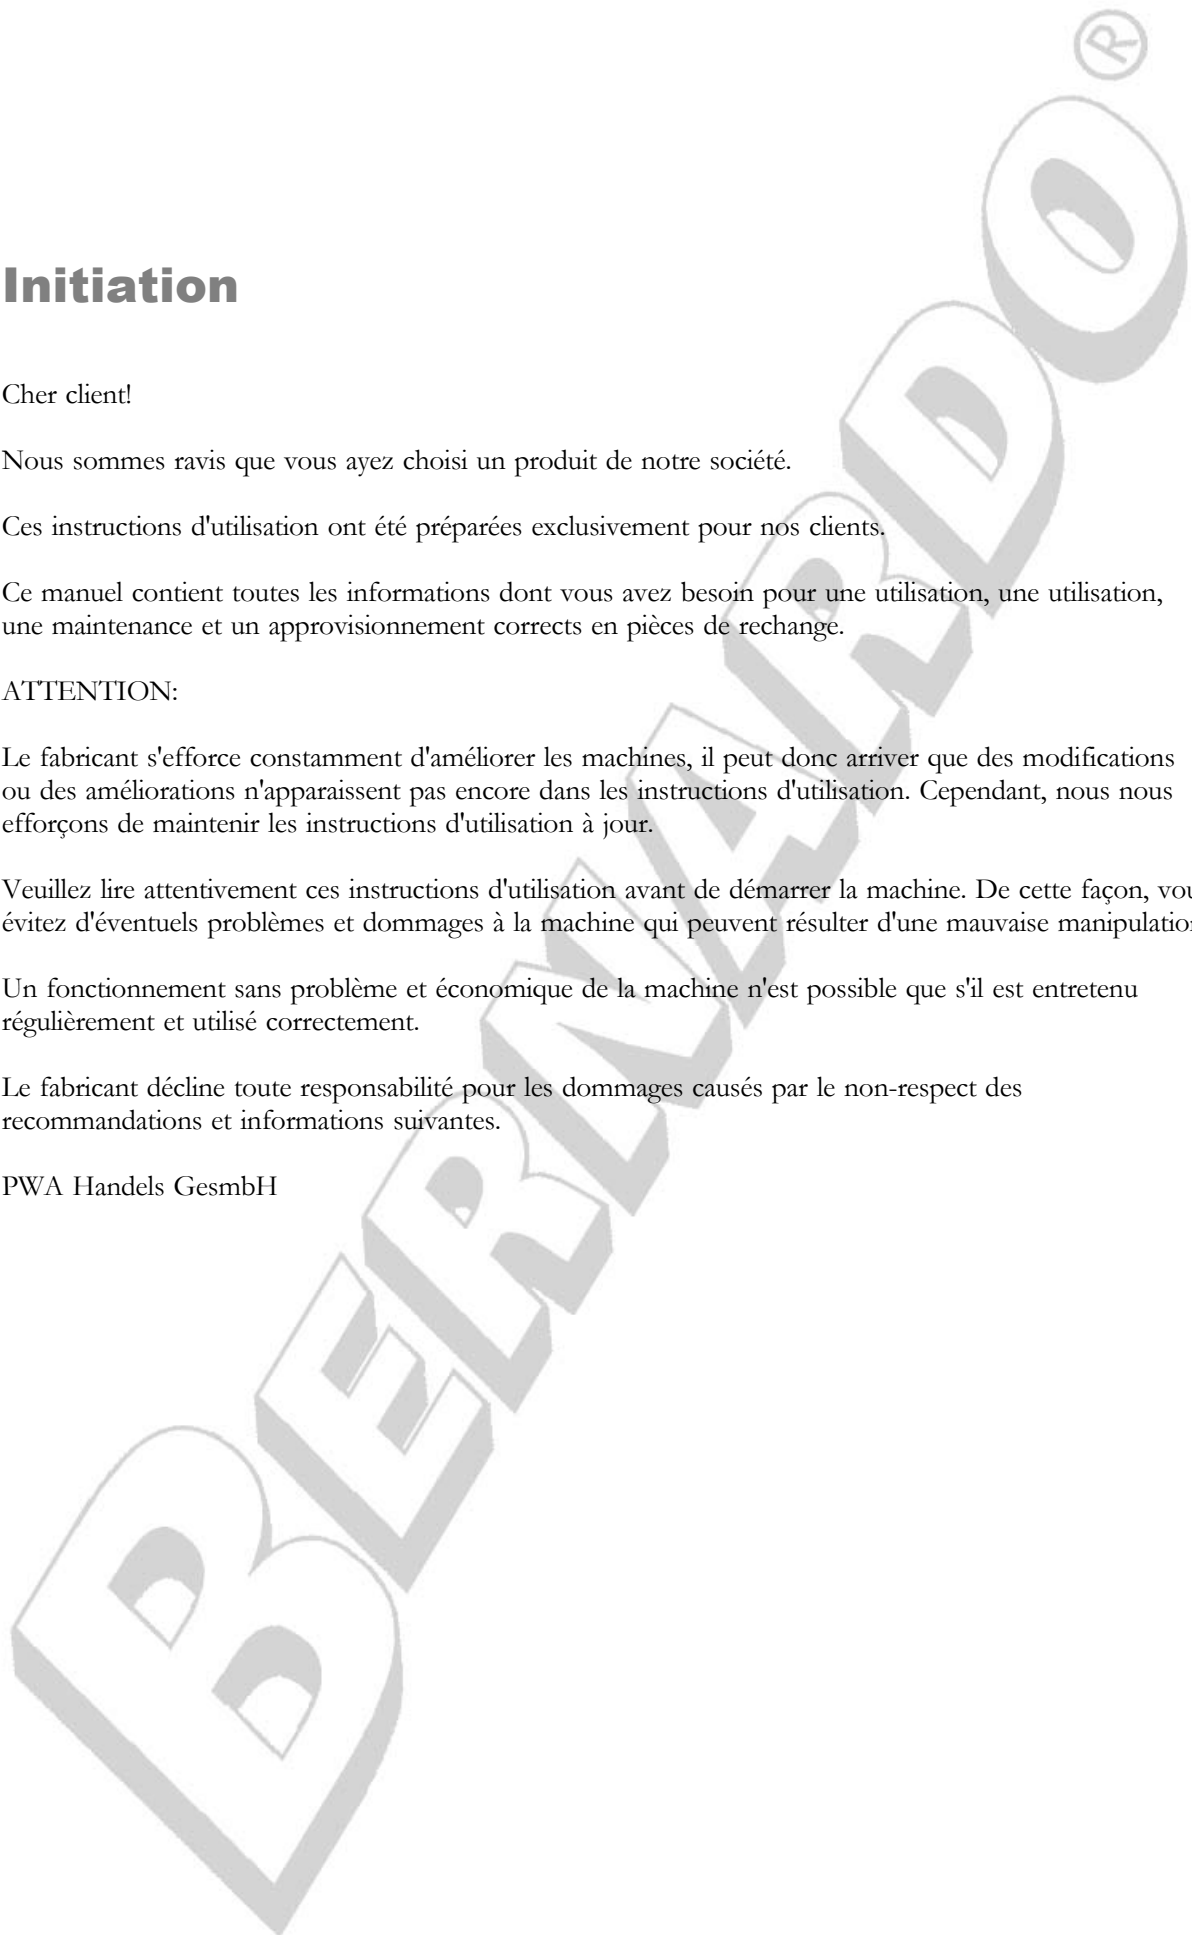 Initiation
Cher client!
Nous sommes ravis que vous ayez choisi un produit de notre société.
Ces instructions d'utilisation ont été préparées exclusivement pour nos clients.
Ce manuel contient toutes les informations dont vous avez besoin pour une utilisation, une utilisation,
une maintenance et un approvisionnement corrects en pièces de rechange.
ATTENTION:
Le fabricant s'efforce constamment d'améliorer les machines, il peut donc arriver que des modifications
ou des améliorations n'apparaissent pas encore dans les instructions d'utilisation. Cependant, nous nous
efforçons de maintenir les instructions d'utilisation à jour.
Veuillez lire attentivement ces instructions d'utilisation avant de démarrer la machine. De cette façon, vou
évitez d'éventuels problèmes et dommages à la machine qui peuvent résulter d'une mauvaise manipulation
Un fonctionnement sans problème et économique de la machine n'est possible que s'il est entretenu
régulièrement et utilisé correctement.
Le fabricant décline toute responsabilité pour les dommages causés par le non-respect des
recommandations et informations suivantes.
PWA Handels GesmbH
BERNARDO®